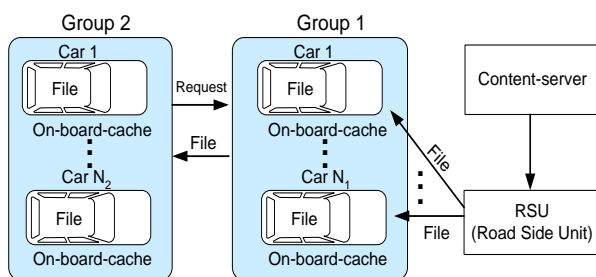 Group 2
Car 1
File
On-board-cache
Car N2
File
On-board-cache
Request
File
Group 1
Car 1
File
On-board-cache
Car N1
File
On-board-cache
File
File
Content-server
RSU
(Road Side Unit)